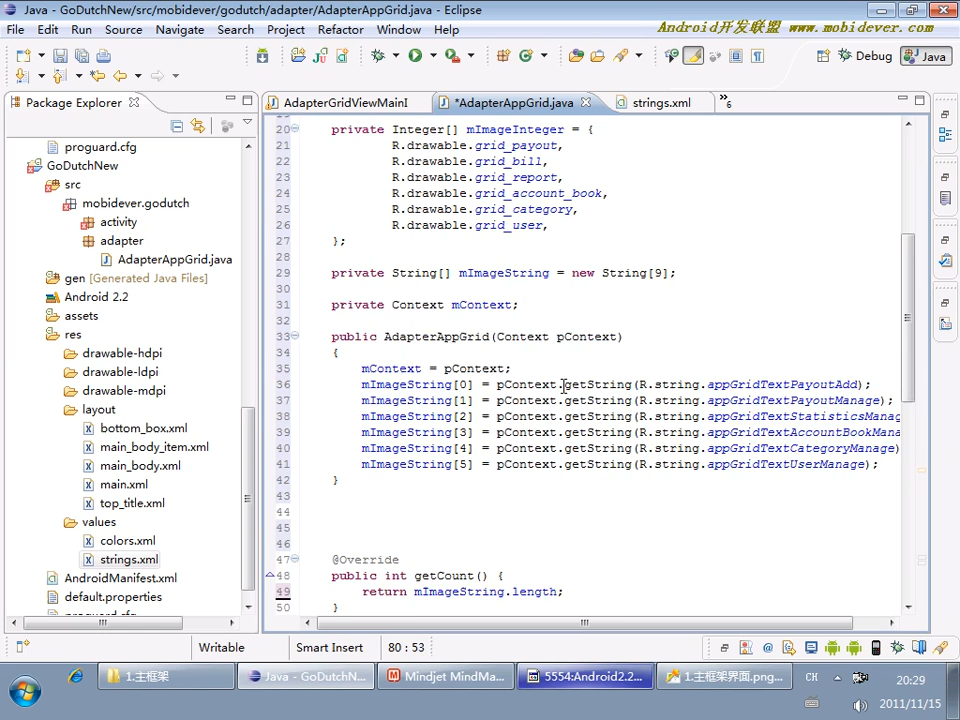 Java - GoDutchNew/src/mobidever/godutch/adapter/AdapterAppGrid.java - Eclipse
File Edit Run Source Navigate Search Project Refactor Window Help
Android开发联盟 www.mobidever.com
Debug Java
Package Explorer
AdapterGridViewMainI *AdapterAppGrid.java strings.xml »6
proguard.cfg
GoDutchNew
src
mobidever.godutch
activity
adapter
AdapterAppGrid.java
gen [Generated Java Files]
Android 2.2
assets
res
drawable-hdpi
drawable-ldpi
drawable-mdpi
layout
bottom_box.xml
main_body_item.xml
main_body.xml
main.xml
top_title.xml
values
colors.xml
strings.xml
AndroidManifest.xml
default.properties
proguard.cfg
20 private Integer[] mImageInteger = {
21 R.drawable.grid_payout,
22 R.drawable.grid_bill,
23 R.drawable.grid_report,
24 R.drawable.grid_account_book,
25 R.drawable.grid_category,
26 R.drawable.grid_user,
27 };
28
29 private String[] mImageString = new String[9];
30
31 private Context mContext;
32
33 public AdapterAppGrid(Context pContext)
34 {
35 mContext = pContext;
36 mImageString[0] = pContext.getString(R.string.appGridTextPayoutAdd);
37 mImageString[1] = pContext.getString(R.string.appGridTextPayoutManage);
38 mImageString[2] = pContext.getString(R.string.appGridTextStatisticsManag
39 mImageString[3] = pContext.getString(R.string.appGridTextAccountBookMana
40 mImageString[4] = pContext.getString(R.string.appGridTextCategoryManage)
41 mImageString[5] = pContext.getString(R.string.appGridTextUserManage);
42 }
43
44
45
46
47 @Override
48 public int getCount() {
49 return mImageString.length;
50 }
Writable Smart Insert 80 : 53
1.主框架 Java - GoDutchN... Mindjet MindMa... 5554:Android2.2... 1.主框架界面.png... CH 20:29
2011/11/15